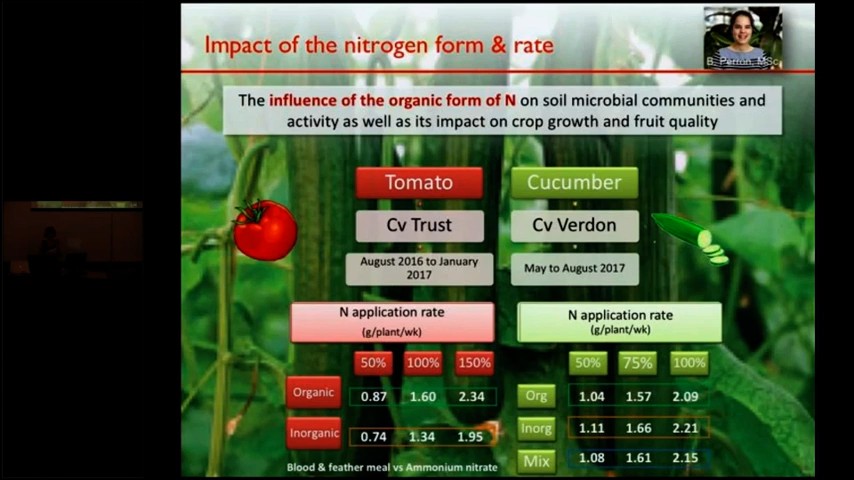 Impact of the nitrogen form & rate
B. Perron, MSc
The influence of the organic form of N on soil microbial communities and
activity as well as its impact on crop growth and fruit quality
Tomato
Cucumber
Cv Trust
Cv Verdon
August 2016 to January
2017
May to August 2017
N application rate
(g/plant/wk)
N application rate
(g/plant/wk)
50% 100% 150%
50% 75% 100%
Organic 0.87 1.60 2.34
Org 1.04 1.57 2.09
Inorganic 0.74 1.34 1.95
Inorg 1.11 1.66 2.21
Mix 1.08 1.61 2.15
Blood & feather meal vs Ammonium nitrate